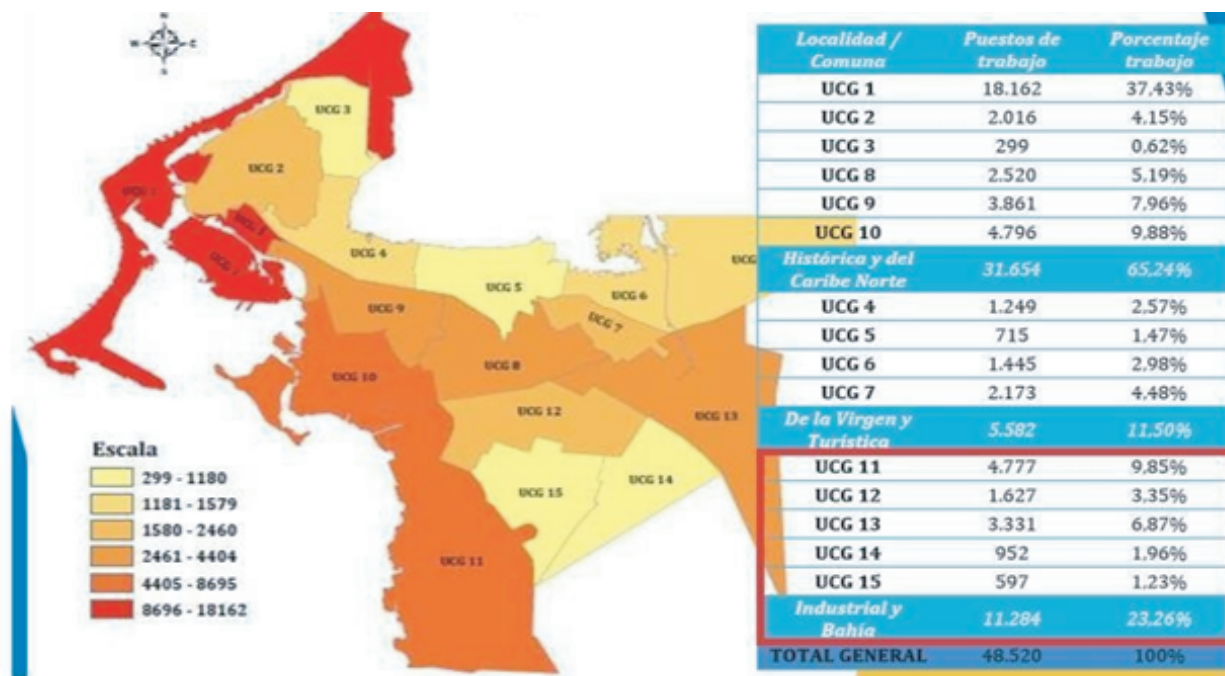 N
W E
S
UCG 3
UCG 2
UCG 4
UCG
UCG 5
UCG 6
UCG 9
UCG 7
UCG 8
UCG 10
UCG 12
UCG 13
UCG 14
UCG 15
UCG 11
Escala
299 - 1180
1181 - 1579
1580 - 2460
2461 - 4404
4405 - 8695
8696 - 18162
Localidad / Puestos de Porcentaje
Comuna trabajo trabajo
UCG 1 18.162 37,43%
UCG 2 2.016 4,15%
UCG 3 299 0,62%
UCG 8 2.520 5,19%
UCG 9 3.861 7,96%
UCG 10 4.796 9,88%
Histórica y del
Caribe Norte 31.654 65,24%
UCG 4 1.249 2,57%
UCG 5 715 1,47%
UCG 6 1.445 2,98%
UCG 7 2.173 4,48%
De la Virgen y
Turística 5.582 11,50%
UCG 11 4.777 9,85%
UCG 12 1.627 3,35%
UCG 13 3.331 6,87%
UCG 14 952 1,96%
UCG 15 597 1,23%
Industrial y
Bahía 11.284 23,26%
TOTAL GENERAL 48.520 100%